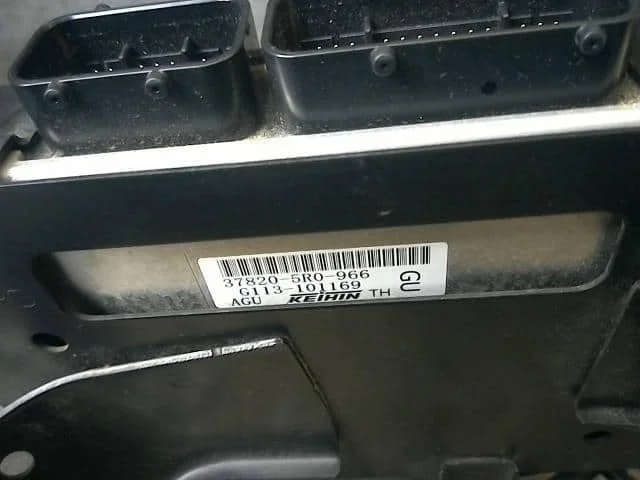 37820-5R0-966
G113-101169
AGU KEIHIN TH
GU